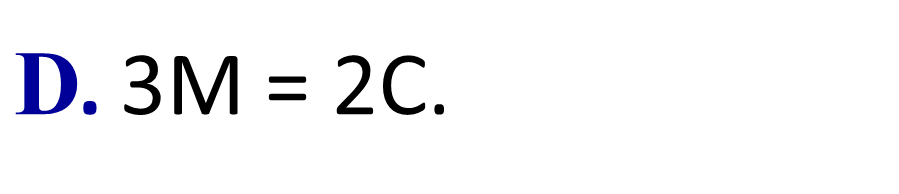 D. 3M = 2C.